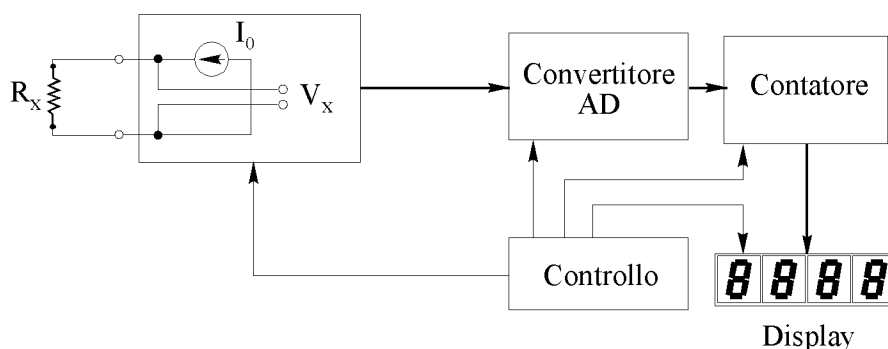 I0
Rx
Vx
Convertitore
AD
Contatore
Controllo
8888
Display